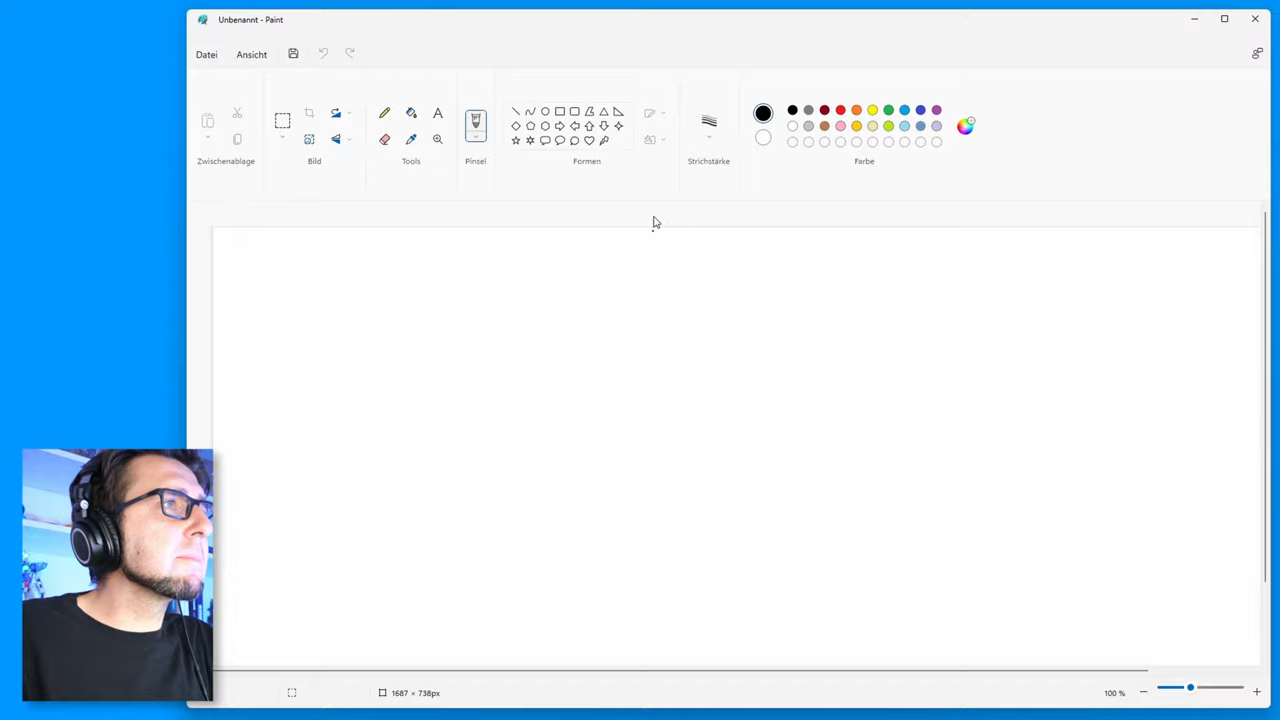 Unbenannt - Paint
Datei
Ansicht
Zwischenablage
Bild
Tools
Pinsel
Formen
Strichstärke
Farbe
1687 × 738px
100 %